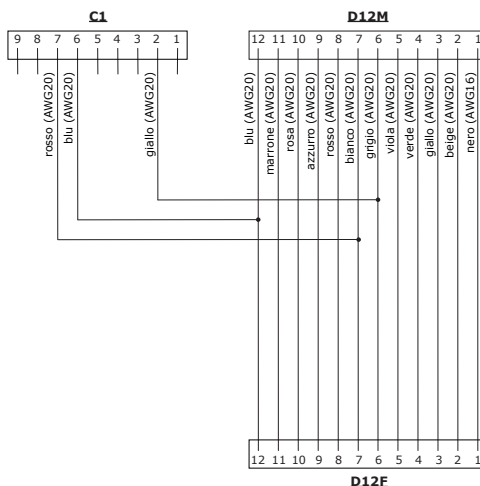 C1
9 8 7 6 5 4 3 2 1
rosso (AWG20)
blu (AWG20)
giallo (AWG20)
D12M
12 11 10 9 8 7 6 5 4 3 2 1
blu (AWG20)
marrone (AWG20)
rosa (AWG20)
azzurro (AWG20)
rosso (AWG20)
bianco (AWG20)
grigio (AWG20)
viola (AWG20)
verde (AWG20)
giallo (AWG20)
beige (AWG20)
nero (AWG16)
12 11 10 9 8 7 6 5 4 3 2 1
D12F